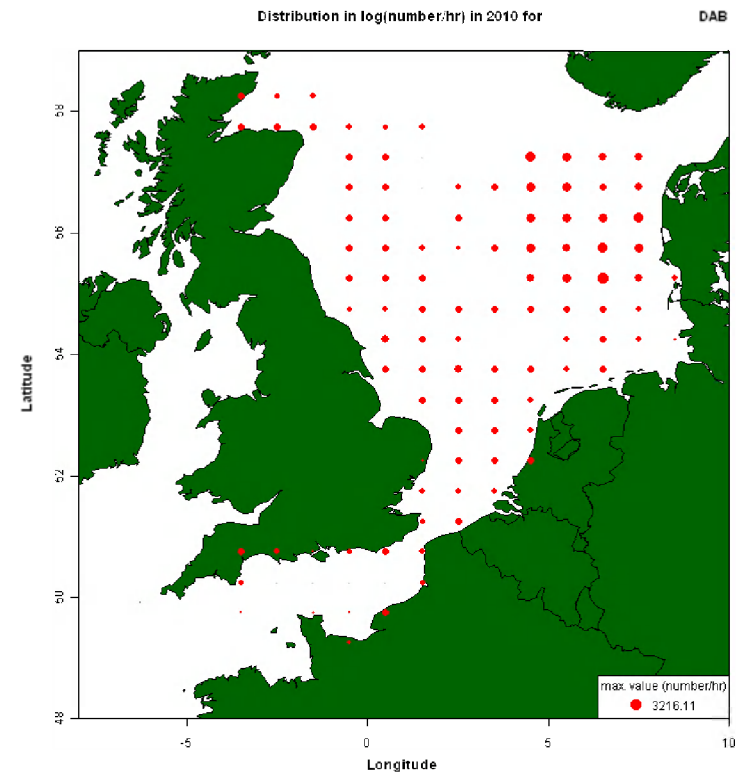 Distribution in log(number/hr) in 2010 for DAB
58
56
54
52
50
48
Latitude
-5 0 5 10
Longitude
max. value (number/hr)
3216.11